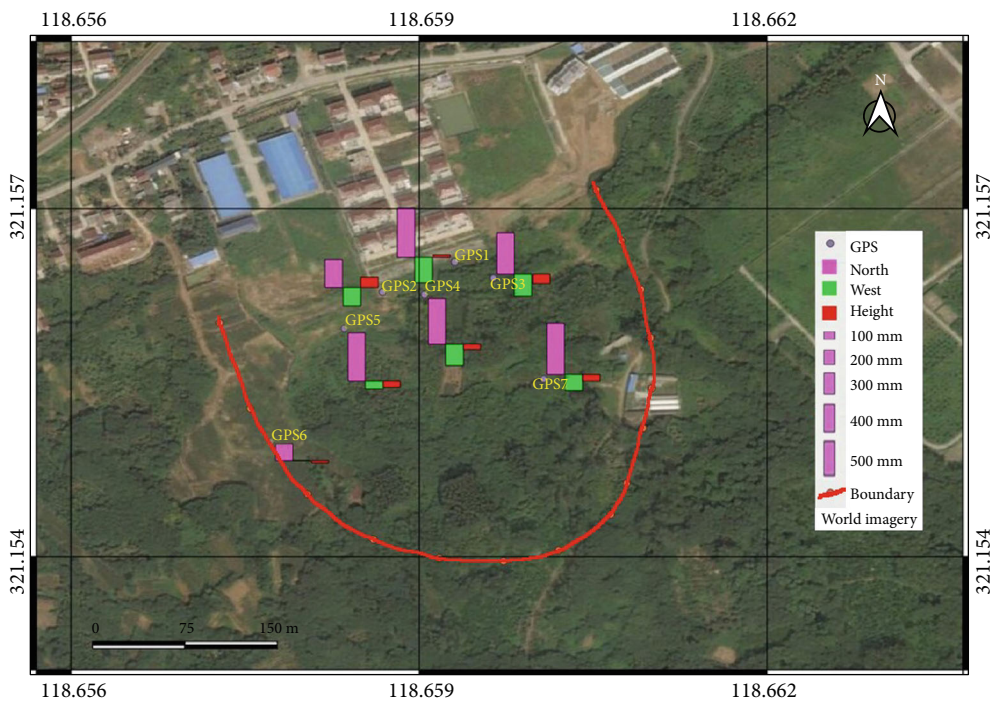 118.656 118.659 118.662
N
321.157 321.157
GPS
North
West
Height
100 mm
200 mm
300 mm
400 mm
500 mm
Boundary
World imagery
GPS1
GPS2 GPS4 GPS3
GPS5
GPS7
GPS6
321.154 321.154
0 75 150 m
118.656 118.659 118.662